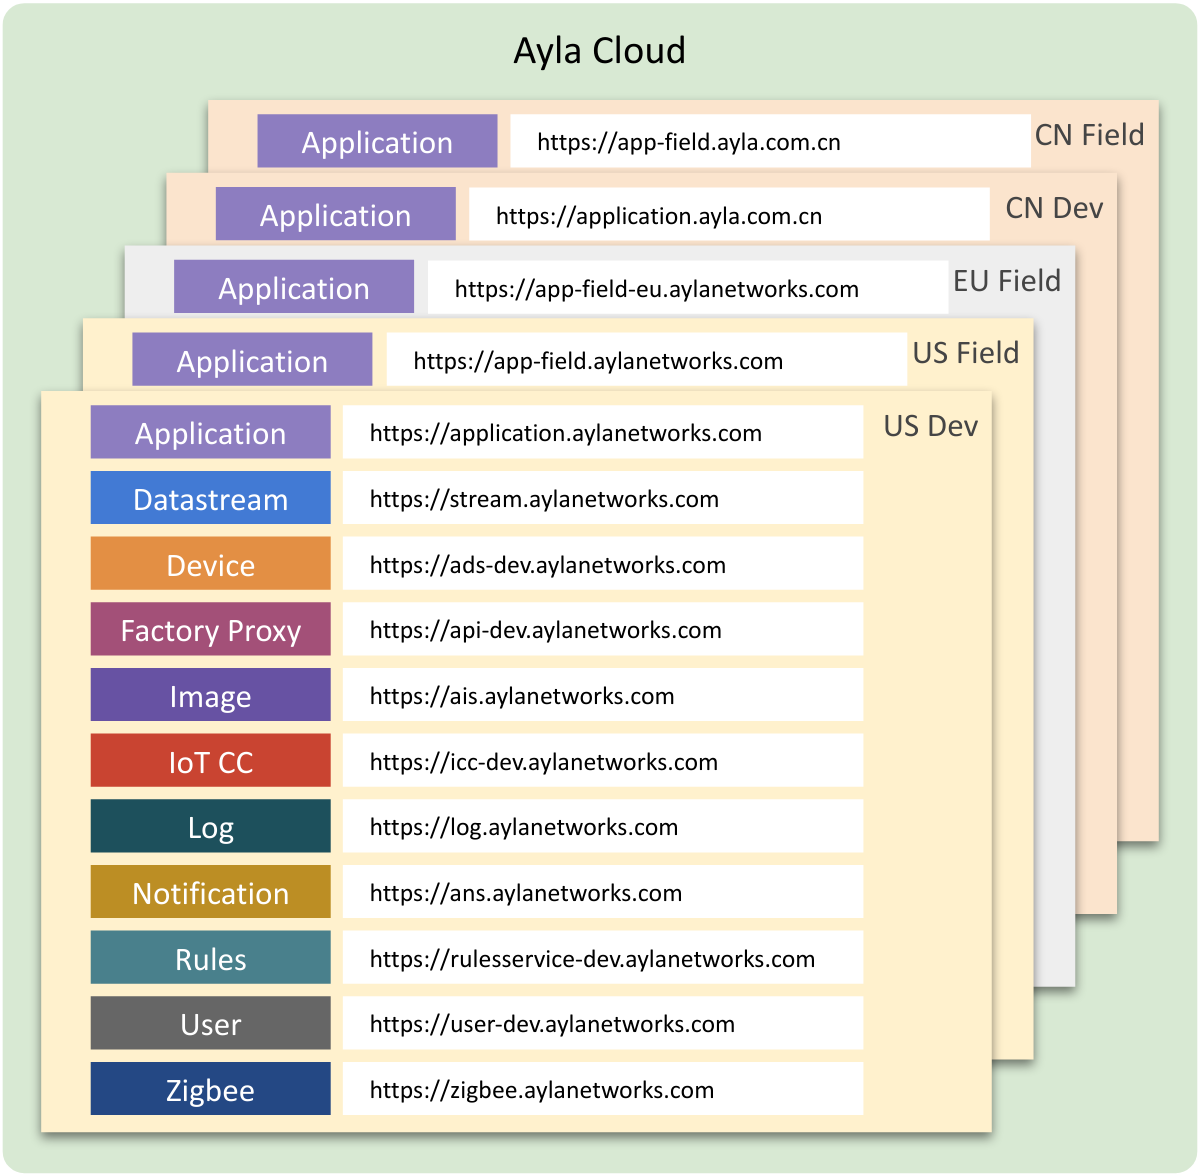 Ayla Cloud
Application https://app-field.ayla.com.cn CN Field
Application https://application.ayla.com.cn CN Dev
Application https://app-field-eu.aylanetworks.com EU Field
Application https://app-field.aylanetworks.com US Field
Application https://application.aylanetworks.com US Dev
Datastream https://stream.aylanetworks.com
Device https://ads-dev.aylanetworks.com
Factory Proxy https://api-dev.aylanetworks.com
Image https://ais.aylanetworks.com
IoT CC https://icc-dev.aylanetworks.com
Log https://log.aylanetworks.com
Notification https://ans.aylanetworks.com
Rules https://rulesservice-dev.aylanetworks.com
User https://user-dev.aylanetworks.com
Zigbee https://zigbee.aylanetworks.com